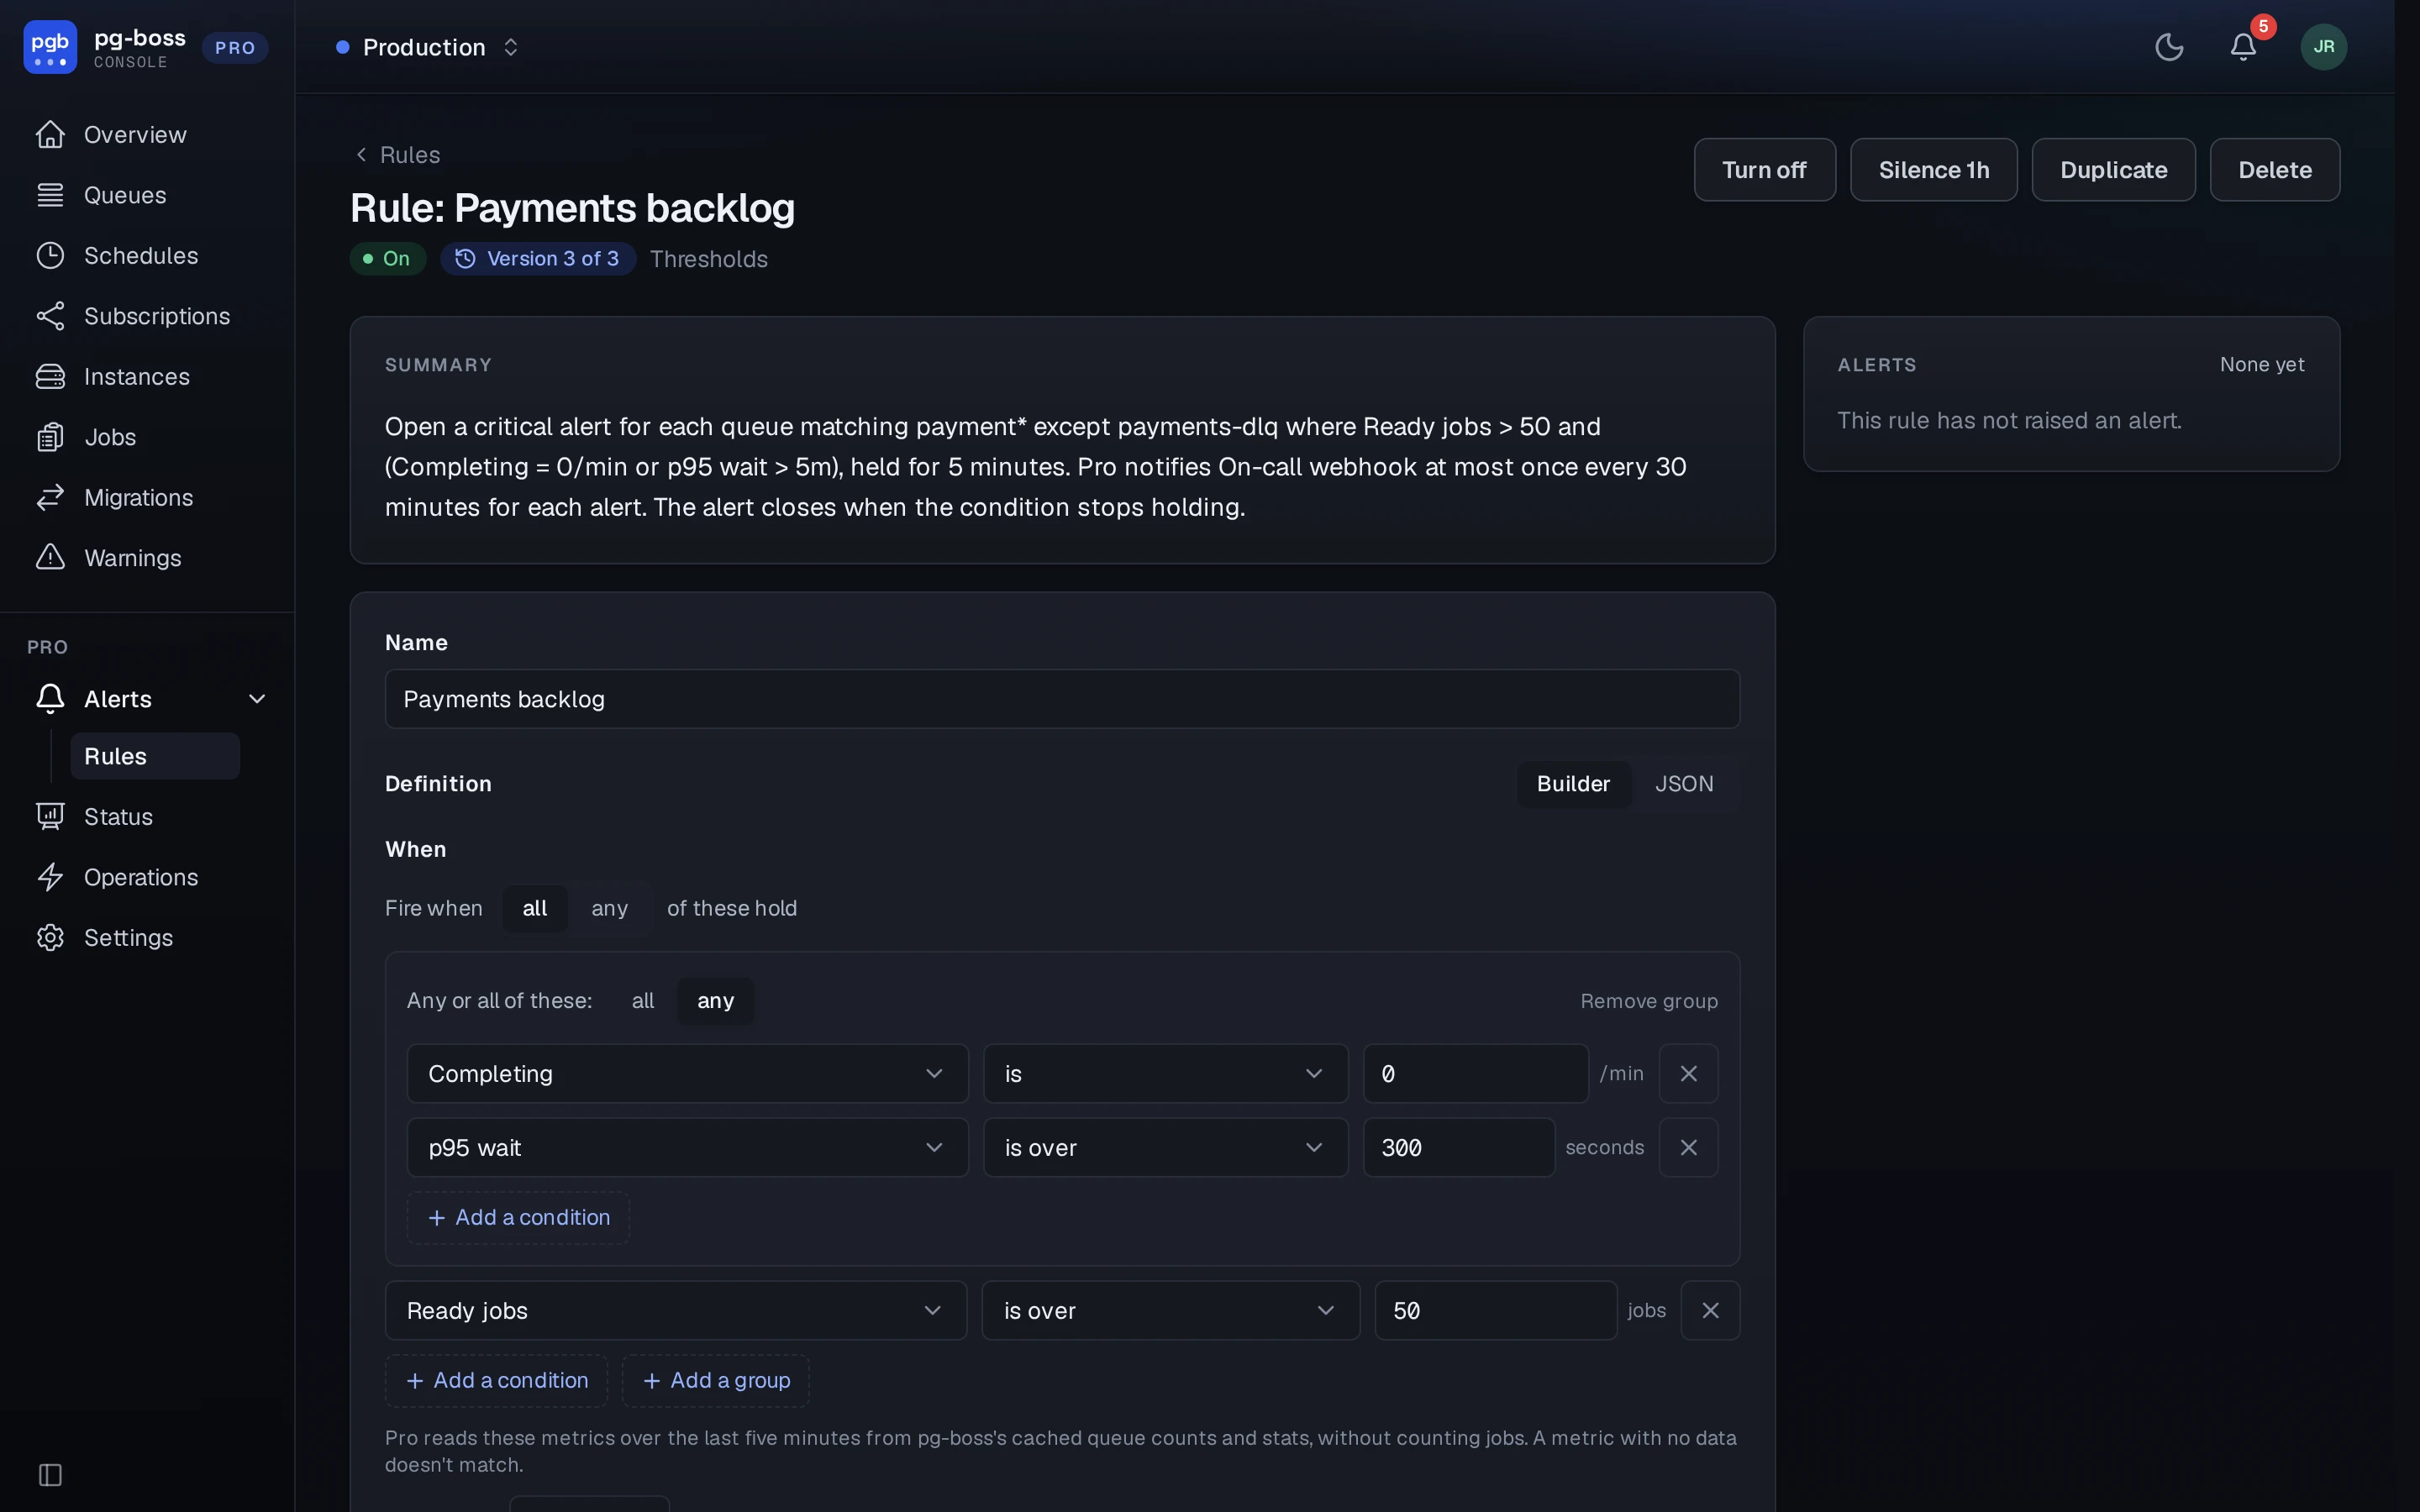 pgb
pg-boss
CONSOLE
PRO
Overview
Queues
Schedules
Subscriptions
Instances
Jobs
Migrations
Warnings
PRO
Alerts
Rules
Status
Operations
Settings
Production
5
JR
Rules
Rule: Payments backlog
On
Version 3 of 3
Thresholds
Turn off
Silence 1h
Duplicate
Delete
SUMMARY
Open a critical alert for each queue matching payment* except payments-dlq where Ready jobs > 50 and
(Completing = 0/min or p95 wait > 5m), held for 5 minutes. Pro notifies On-call webhook at most once every 30
minutes for each alert. The alert closes when the condition stops holding.
ALERTS
None yet
This rule has not raised an alert.
Name
Payments backlog
Definition
Builder JSON
When
Fire when all any of these hold
Any or all of these: all any Remove group
Completing is 0 /min
p95 wait is over 300 seconds
+ Add a condition
Ready jobs is over 50 jobs
+ Add a condition + Add a group
Pro reads these metrics over the last five minutes from pg-boss's cached queue counts and stats, without counting jobs. A metric with no data
doesn't match.